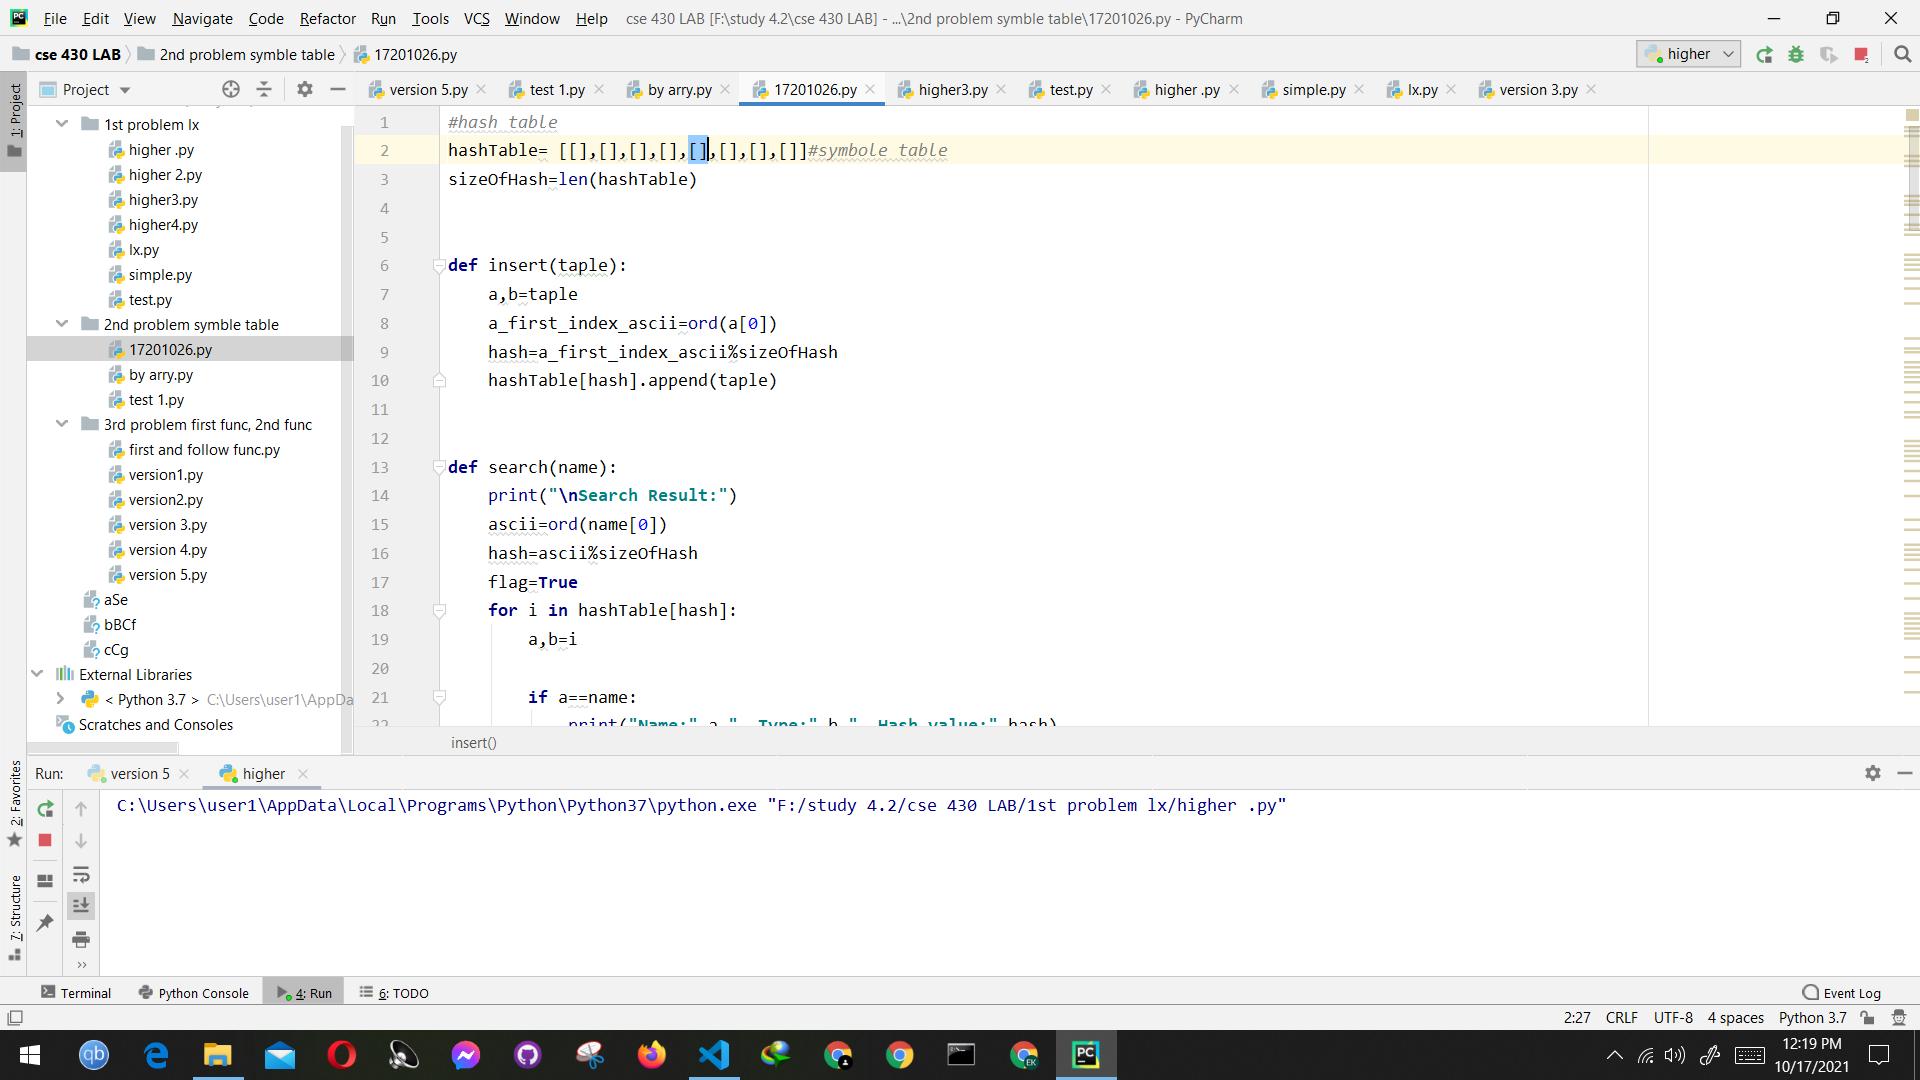 File Edit View Navigate Code Refactor Run Tools VCS Window Help cse 430 LAB [F:\study 4.2\cse 430 LAB] - ...\2nd problem symble table\17201026.py - PyCharm
cse 430 LAB 2nd problem symble table 17201026.py higher
1: Project
Project
version 5.py test 1.py by arry.py 17201026.py higher3.py test.py higher .py simple.py lx.py version 3.py
1st problem lx
higher .py
higher 2.py
higher3.py
higher4.py
lx.py
simple.py
test.py
2nd problem symble table
17201026.py
by arry.py
test 1.py
3rd problem first func, 2nd func
first and follow func.py
version1.py
version2.py
version 3.py
version 4.py
version 5.py
aSe
bBCf
cCg
External Libraries
< Python 3.7 > C:\Users\user1\AppDa
Scratches and Consoles
1 #hash table
2 hashTable= [[],[],[],[],[],[],[],[]]#symbole table
3 sizeOfHash=len(hashTable)
4
5
6 def insert(taple):
7 a,b=taple
8 a_first_index_ascii=ord(a[0])
9 hash=a_first_index_ascii%sizeOfHash
10 hashTable[hash].append(taple)
11
12
13 def search(name):
14 print("\nSearch Result:")
15 ascii=ord(name[0])
16 hash=ascii%sizeOfHash
17 flag=True
18 for i in hashTable[hash]:
19 a,b=i
20
21 if a==name:
22 print("Name:",a,", Type:",b,", Hash value:",hash)
insert()
Run: version 5 higher
C:\Users\user1\AppData\Local\Programs\Python\Python37\python.exe "F:/study 4.2/cse 430 LAB/1st problem lx/higher .py"
2: Favorites
7: Structure
Terminal Python Console 4: Run 6: TODO Event Log
2:27 CRLF UTF-8 4 spaces Python 3.7
12:19 PM
10/17/2021